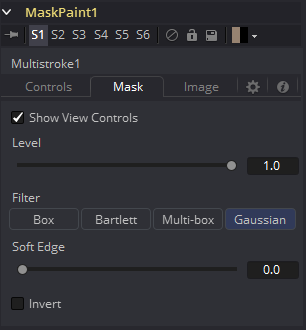 MaskPaint1
S1 S2 S3 S4 S5 S6
Multistroke1
Controls Mask Image
Show View Controls
Level
1.0
Filter
Box Bartlett Multi-box Gaussian
Soft Edge
0.0
Invert